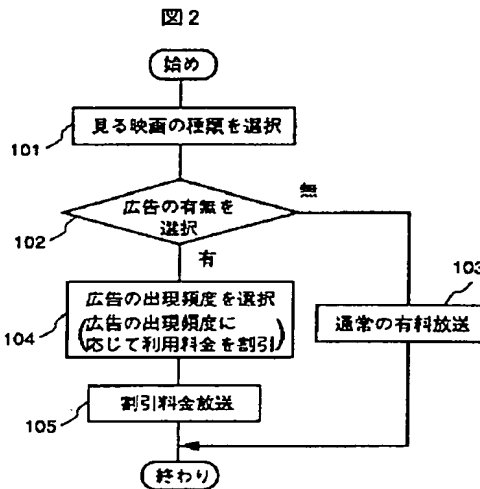 図2
始め
101
見る映画の種類を選択
102
広告の有無を
選択
無
有
103
通常の有料放送
104
広告の出現頻度を選択
(広告の出現頻度に
応じて利用料金を割引)
105
割引料金放送
終わり